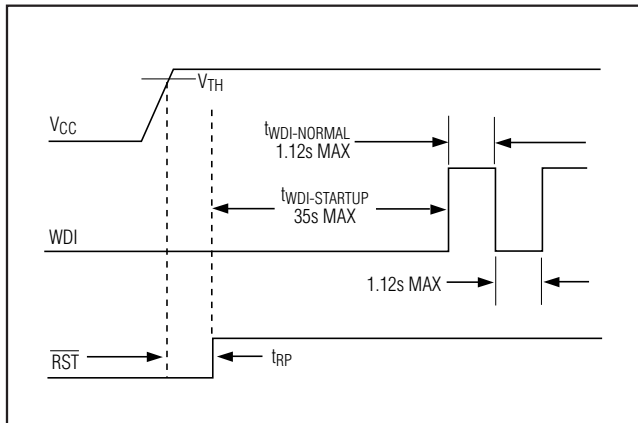 VTH
VCC
tWDI-NORMAL
1.12s MAX
tWDI-STARTUP
35s MAX
WDI
1.12s MAX
RST
tRP